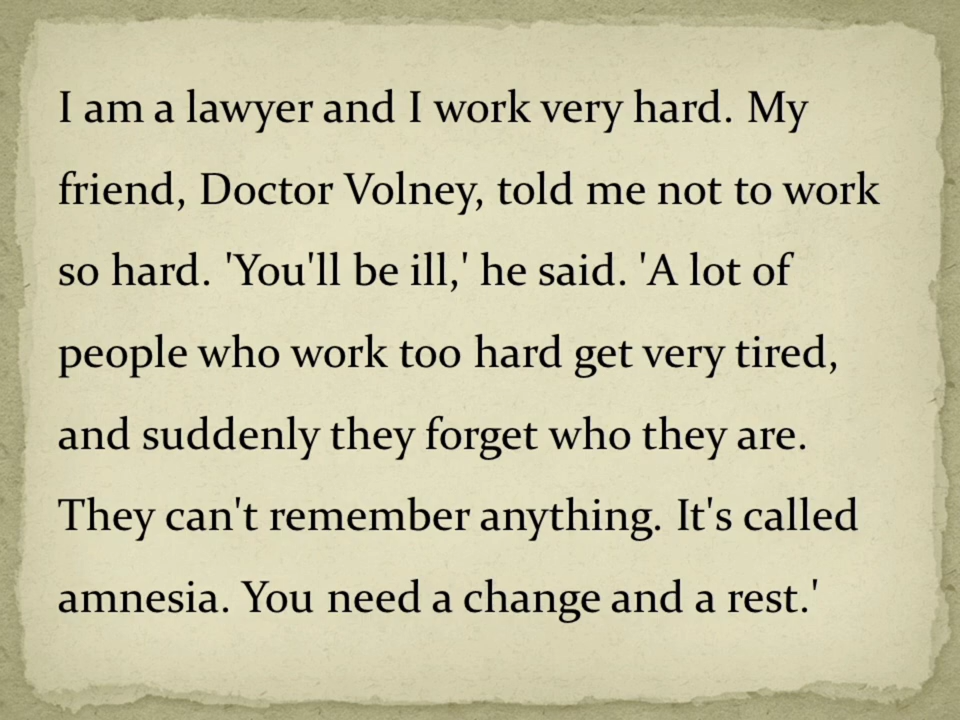 I am a lawyer and I work very hard. My
friend, Doctor Volney, told me not to work
so hard. 'You'll be ill,' he said. 'A lot of
people who work too hard get very tired,
and suddenly they forget who they are.
They can't remember anything. It's called
amnesia. You need a change and a rest.'